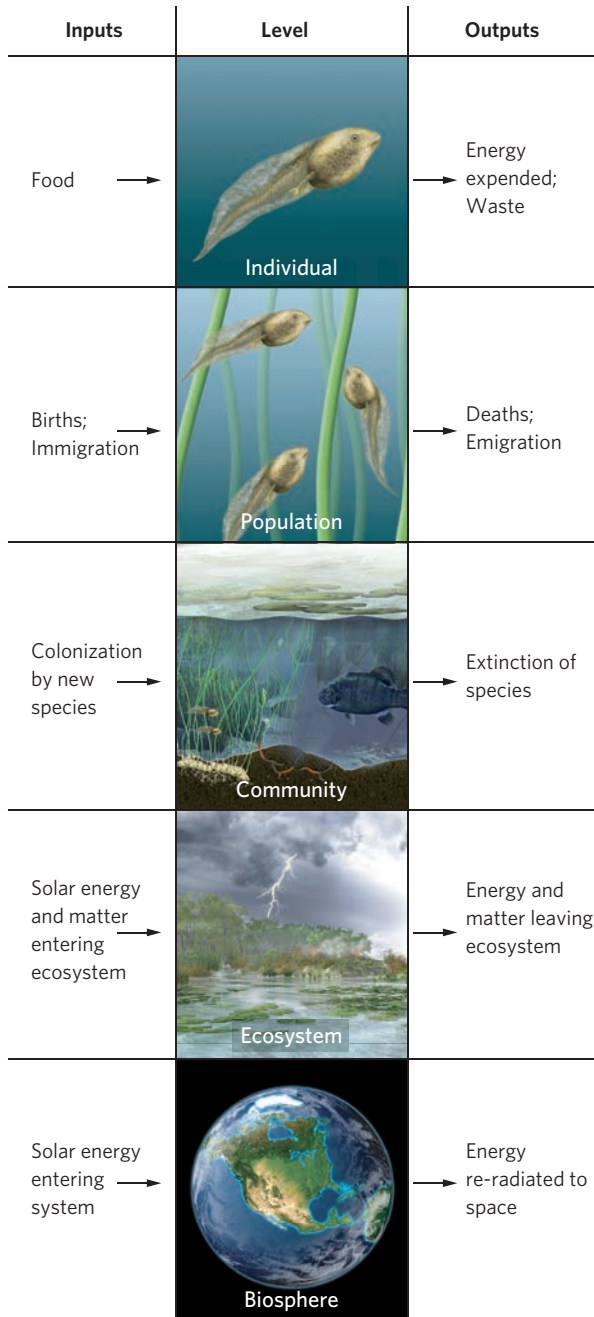 Inputs
Level
Outputs
Food
Individual
Energy
expended;
Waste
Births;
Immigration
Population
Deaths;
Emigration
Colonization
by new
species
Community
Extinction of
species
Solar energy
and matter
entering
ecosystem
Ecosystem
Energy and
matter leaving
ecosystem
Solar energy
entering
system
Biosphere
Energy
re-radiated to
space